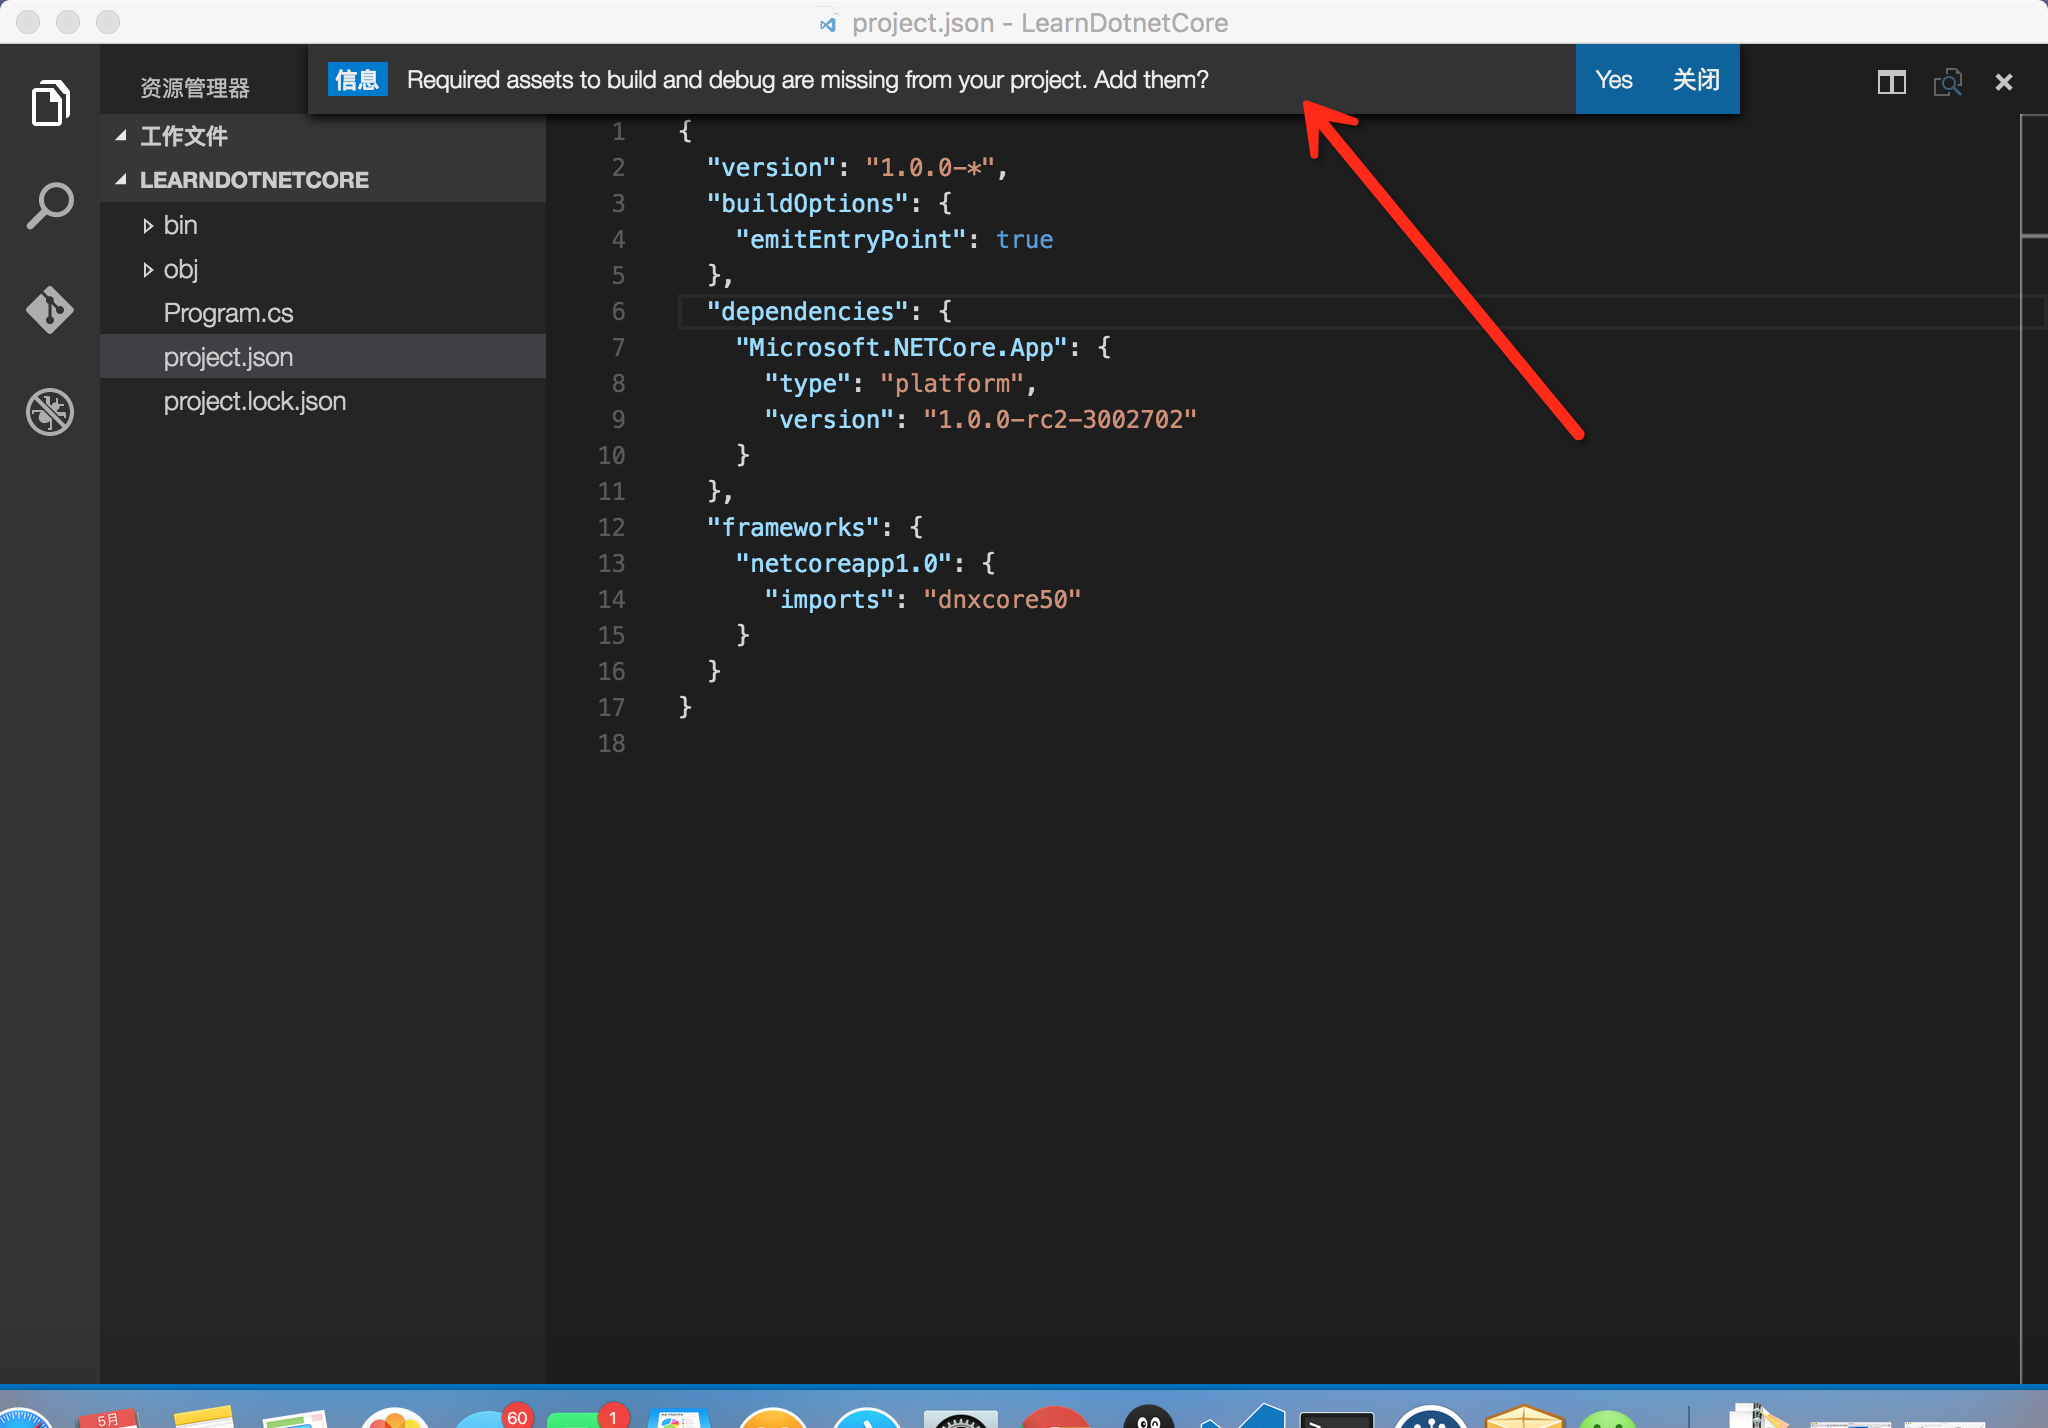 project.json - LearnDotnetCore
资源管理器
信息 Required assets to build and debug are missing from your project. Add them? Yes 关闭
工作文件
LEARNDOTNETCORE
bin
obj
Program.cs
project.json
project.lock.json
1 {
2 "version": "1.0.0-*",
3 "buildOptions": {
4 "emitEntryPoint": true
5 },
6 "dependencies": {
7 "Microsoft.NETCore.App": {
8 "type": "platform",
9 "version": "1.0.0-rc2-3002702"
10 }
11 },
12 "frameworks": {
13 "netcoreapp1.0": {
14 "imports": "dnxcore50"
15 }
16 }
17 }
18
5月
60
1
KEYNOTE